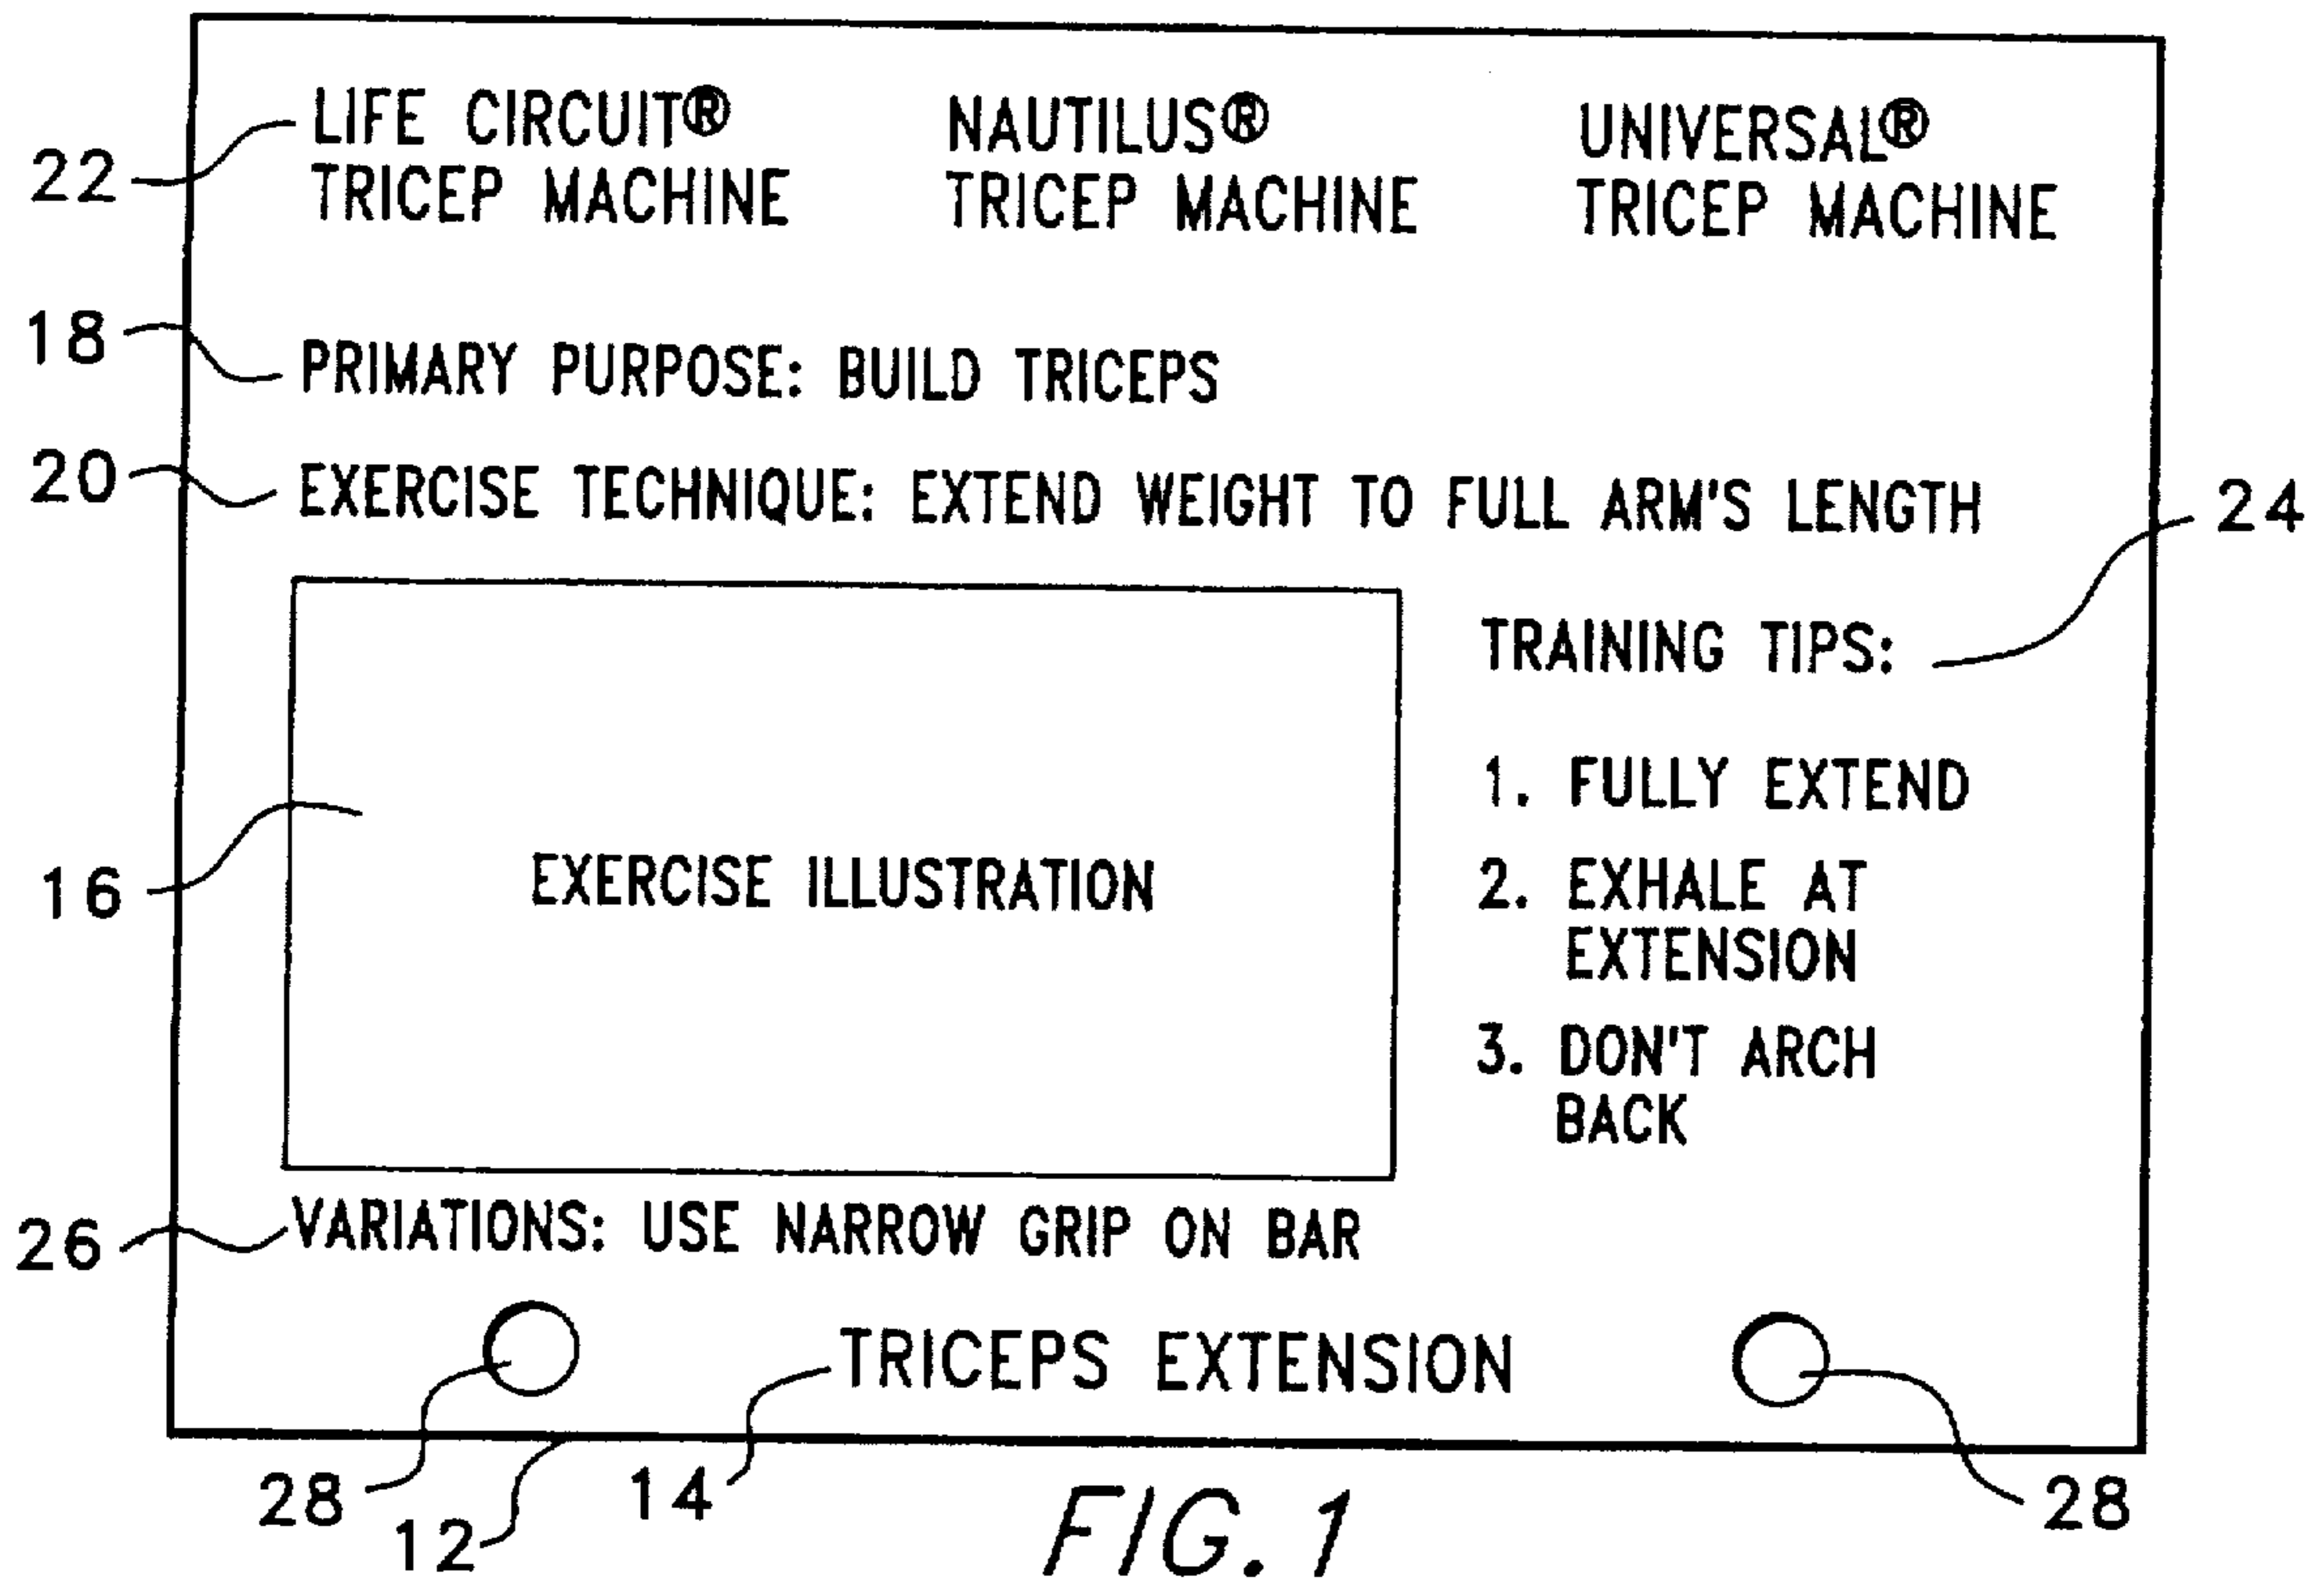 LIFE CIRCUIT® NAUTILUS® UNIVERSAL®
TRICEP MACHINE TRICEP MACHINE TRICEP MACHINE
22
18
PRIMARY PURPOSE: BUILD TRICEPS
20
EXERCISE TECHNIQUE: EXTEND WEIGHT TO FULL ARM'S LENGTH
24
TRAINING TIPS:
1. FULLY EXTEND
16
EXERCISE ILLUSTRATION
2. EXHALE AT
EXTENSION
3. DON'T ARCH
BACK
26
VARIATIONS: USE NARROW GRIP ON BAR
TRICEPS EXTENSION
28
12
14
28
FIG. 1